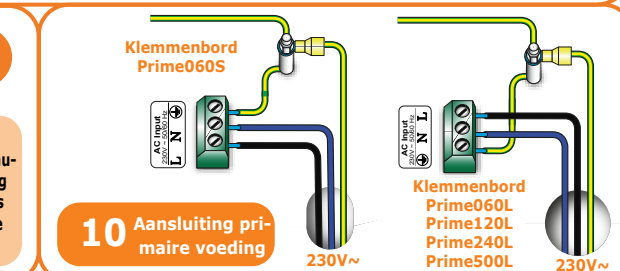 Klemmenbord
Prime060S
AC Input
230V ~ 50/60 Hz
L N
10 Aansluiting pri-
maire voeding
230V~
AC Input
230V ~ 50/60 Hz
N L
Klemmenbord
Prime060L
Prime120L
Prime240L
Prime500L
230V~